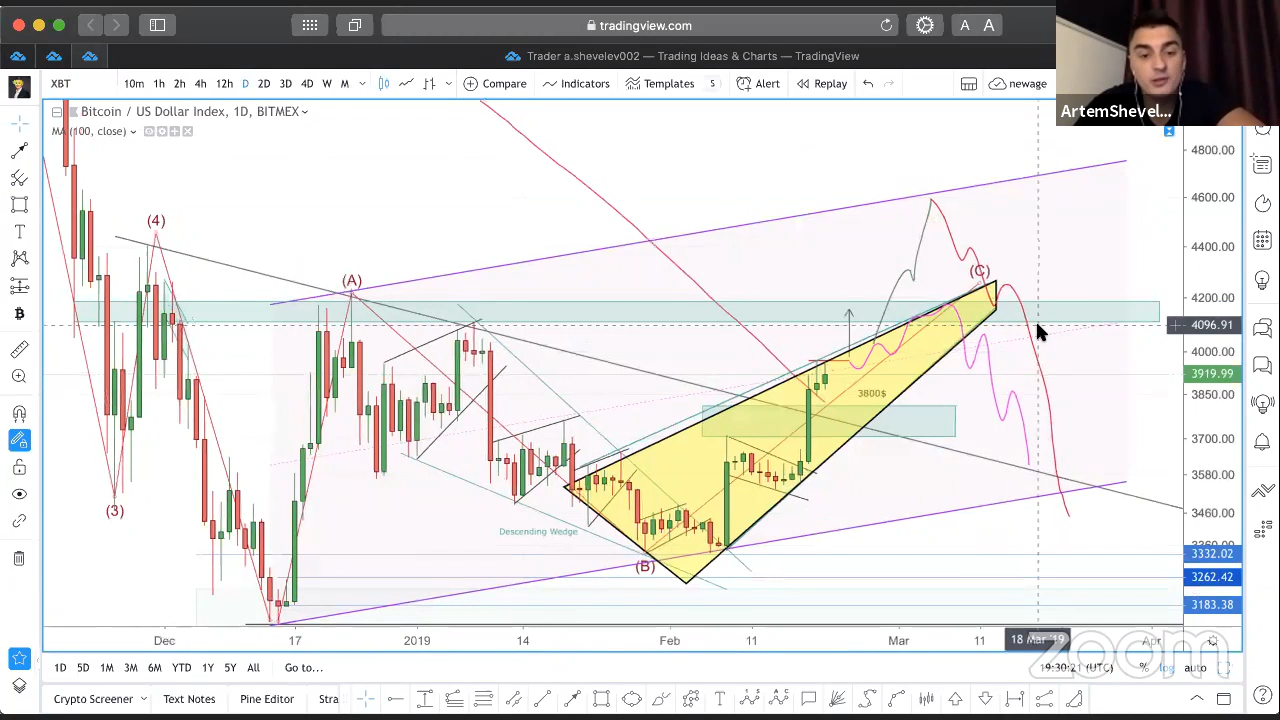 tradingview.com
A A
Trader a.shevelev002 — Trading Ideas & Charts — TradingView
XBT 10m 1h 2h 4h 12h D 2D 3D 4D W M Compare Indicators Templates 5 Alert Replay newage
ArtemShevel...
Bitcoin / US Dollar Index, 1D, BITMEX
MA (100, close)
4800.00
4600.00
(4)
4400.00
(C)
(A)
4200.00
4096.91
4000.00
3919.99
3850.00
3800$
3700.00
3580.00
(3)
3460.00
Descending Wedge
3360.00
3332.02
(B)
3262.42
3183.38
Dec 17 2019 14 Feb 11 Mar 11 18 Mar '19 Apr
zoom
1D 5D 1M 3M 6M YTD 1Y 5Y All Go to... 19:30:21 (UTC) % log auto
Crypto Screener Text Notes Pine Editor Stra